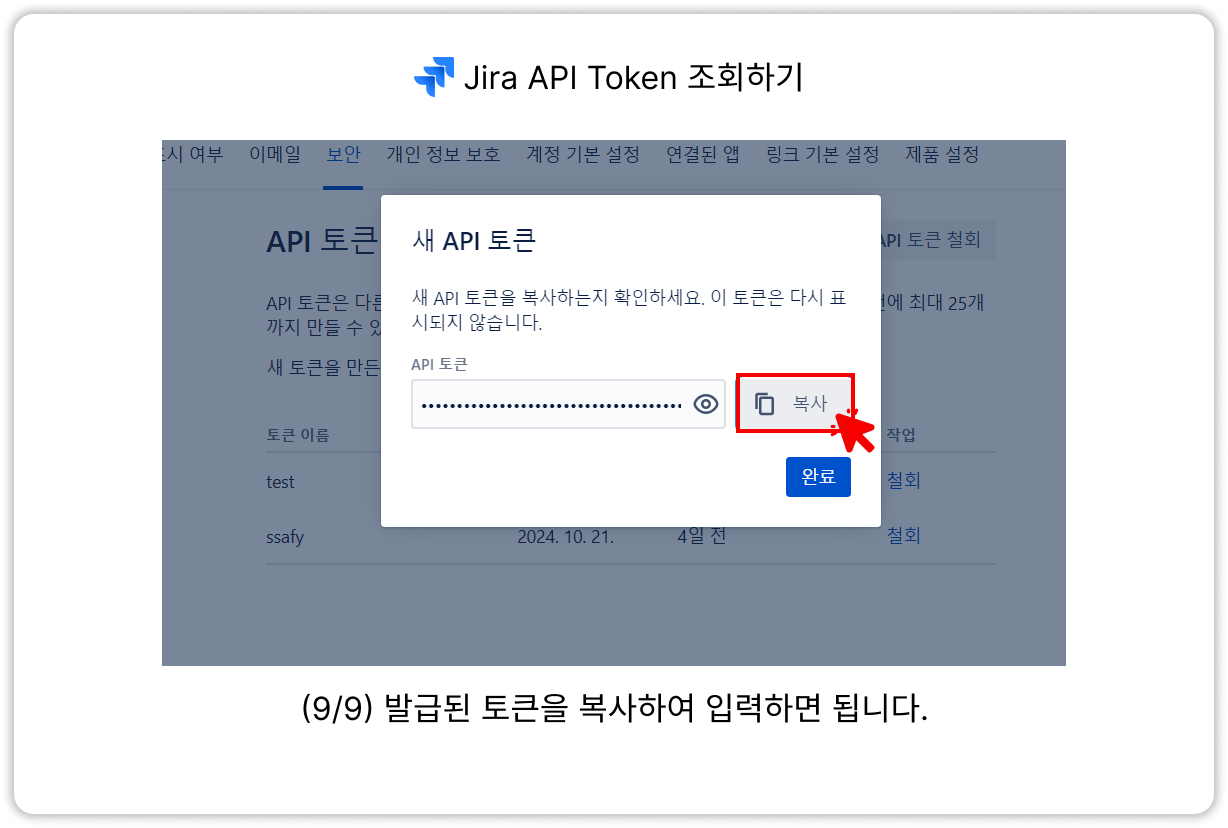 Jira API Token 조회하기
시 여부 이메일 보안 개인 정보 보호 계정 기본 설정 연결된 앱 링크 기본 설정 제품 설정
API 토큰
API 토큰 철회
새 API 토큰
API 토큰은 다른
까지 만들 수 있
새 토큰을 만든
에 최대 25개
새 API 토큰을 복사하는지 확인하세요. 이 토큰은 다시 표
시되지 않습니다.
API 토큰
•••••••••••••••••••••••••••••••••••• 복사
완료
토큰 이름 작업
test 철회
ssafy 2024. 10. 21. 4일 전 철회
(9/9) 발급된 토큰을 복사하여 입력하면 됩니다.